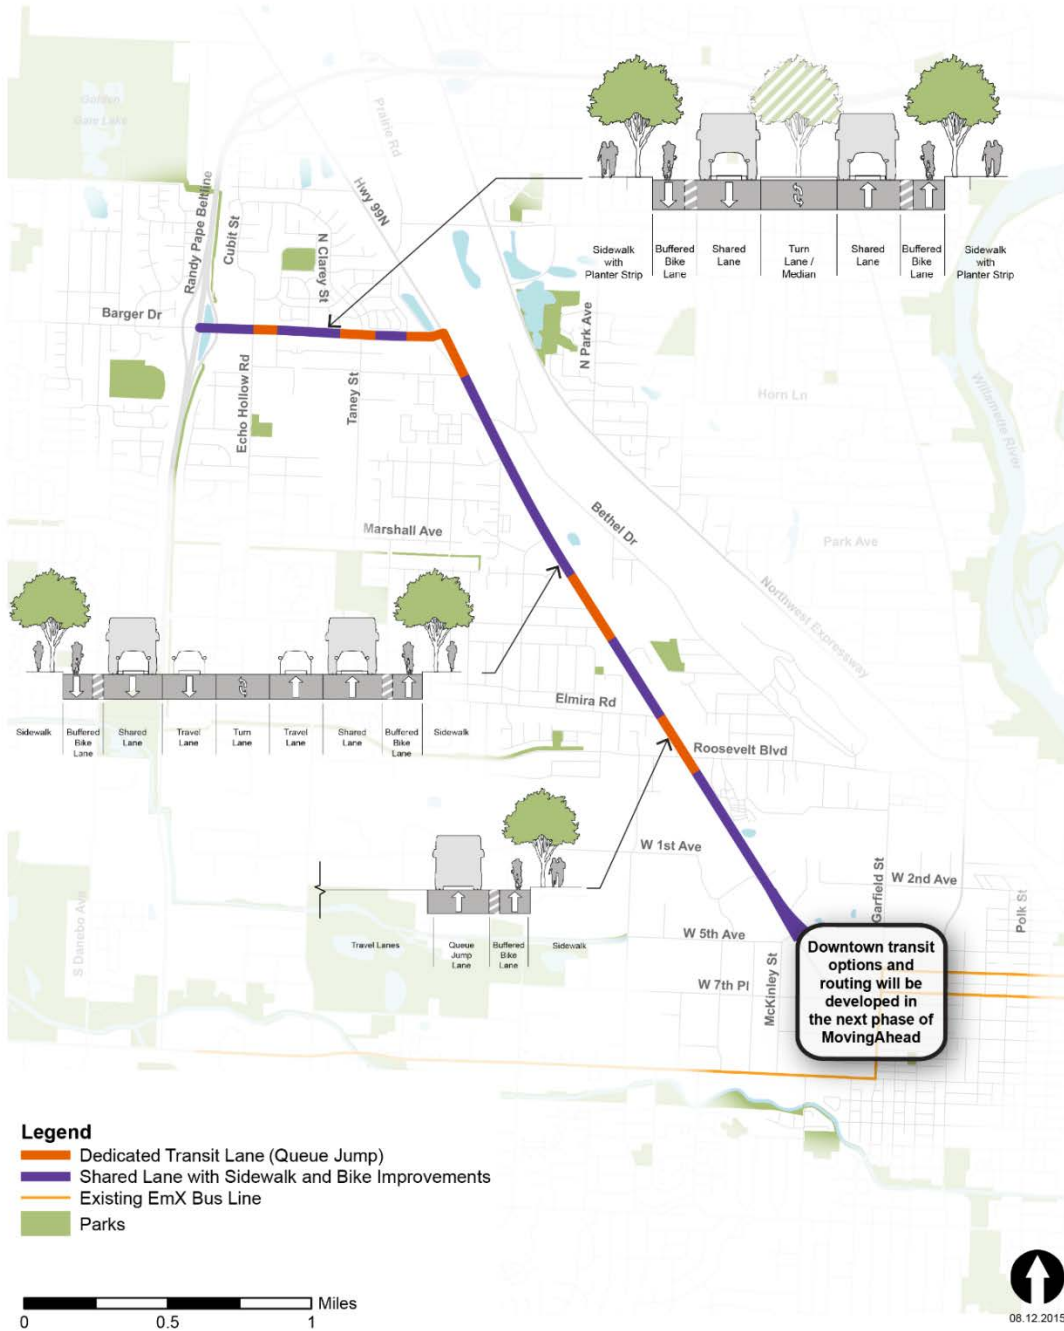 Golden
Gate Lake
Randy Pape Beltline
Cubit St
N Clarey St
Hwy 99N
Prairie Rd
Sidewalk
with
Planter Strip
Buffered
Bike
Lane
Shared
Lane
Turn
Lane /
Median
Shared
Lane
Buffered
Bike
Lane
Sidewalk
with
Planter Strip
Barger Dr
Echo Hollow Rd
Taney St
N Park Ave
Horn Ln
Willamette River
Marshall Ave
Bethel Dr
Park Ave
Northwest Expressway
Sidewalk
Buffered
Bike
Lane
Shared
Lane
Travel
Lane
Turn
Lane
Travel
Lane
Shared
Lane
Buffered
Bike
Lane
Sidewalk
Elmira Rd
Roosevelt Blvd
W 1st Ave
W 2nd Ave
Garfield St
Polk St
S Danebo Ave
Travel Lanes
Queue
Jump
Lane
Buffered
Bike
Lane
Sidewalk
W 5th Ave
W 7th Pl
McKinley St
Downtown transit
options and
routing will be
developed in
the next phase of
MovingAhead
Legend
Dedicated Transit Lane (Queue Jump)
Shared Lane with Sidewalk and Bike Improvements
Existing EmX Bus Line
Parks
Miles
0 0.5 1
08.12.2015